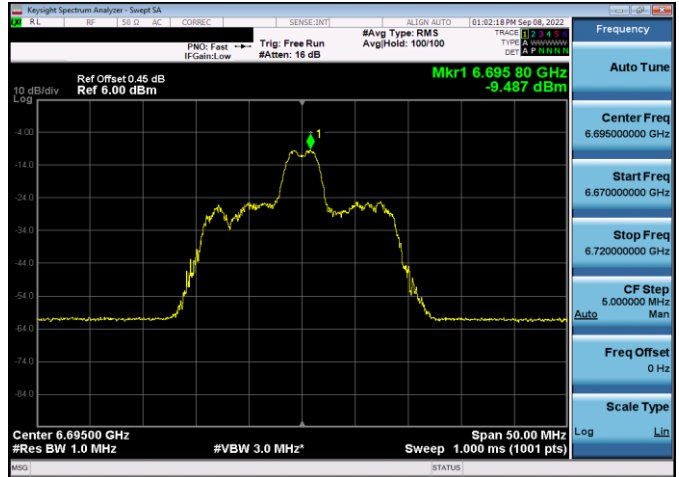 Keysight Spectrum Analyzer - Swept SA
RL RF 50 Ω AC CORREC SENSE:INT ALIGN AUTO 01:02:18 PM Sep 08, 2022
PNO: Fast Trig: Free Run #Avg Type: RMS TRACE 1 2 3 4 5 6
IFGain:Low #Atten: 16 dB Avg|Hold: 100/100 TYPE A WWWWW
DET A P N N N N
Ref Offset 0.45 dB Mkr1 6.695 80 GHz
10 dB/div Ref 6.00 dBm -9.487 dBm
Log
-4.00
1
-14.0
-24.0
-34.0
-44.0
-54.0
-64.0
-74.0
-84.0
Center 6.69500 GHz Span 50.00 MHz
#Res BW 1.0 MHz #VBW 3.0 MHz* Sweep 1.000 ms (1001 pts)
MSG STATUS
Frequency
Auto Tune
Center Freq
6.695000000 GHz
Start Freq
6.670000000 GHz
Stop Freq
6.720000000 GHz
CF Step
5.000000 MHz
Auto Man
Freq Offset
0 Hz
Scale Type
Log Lin